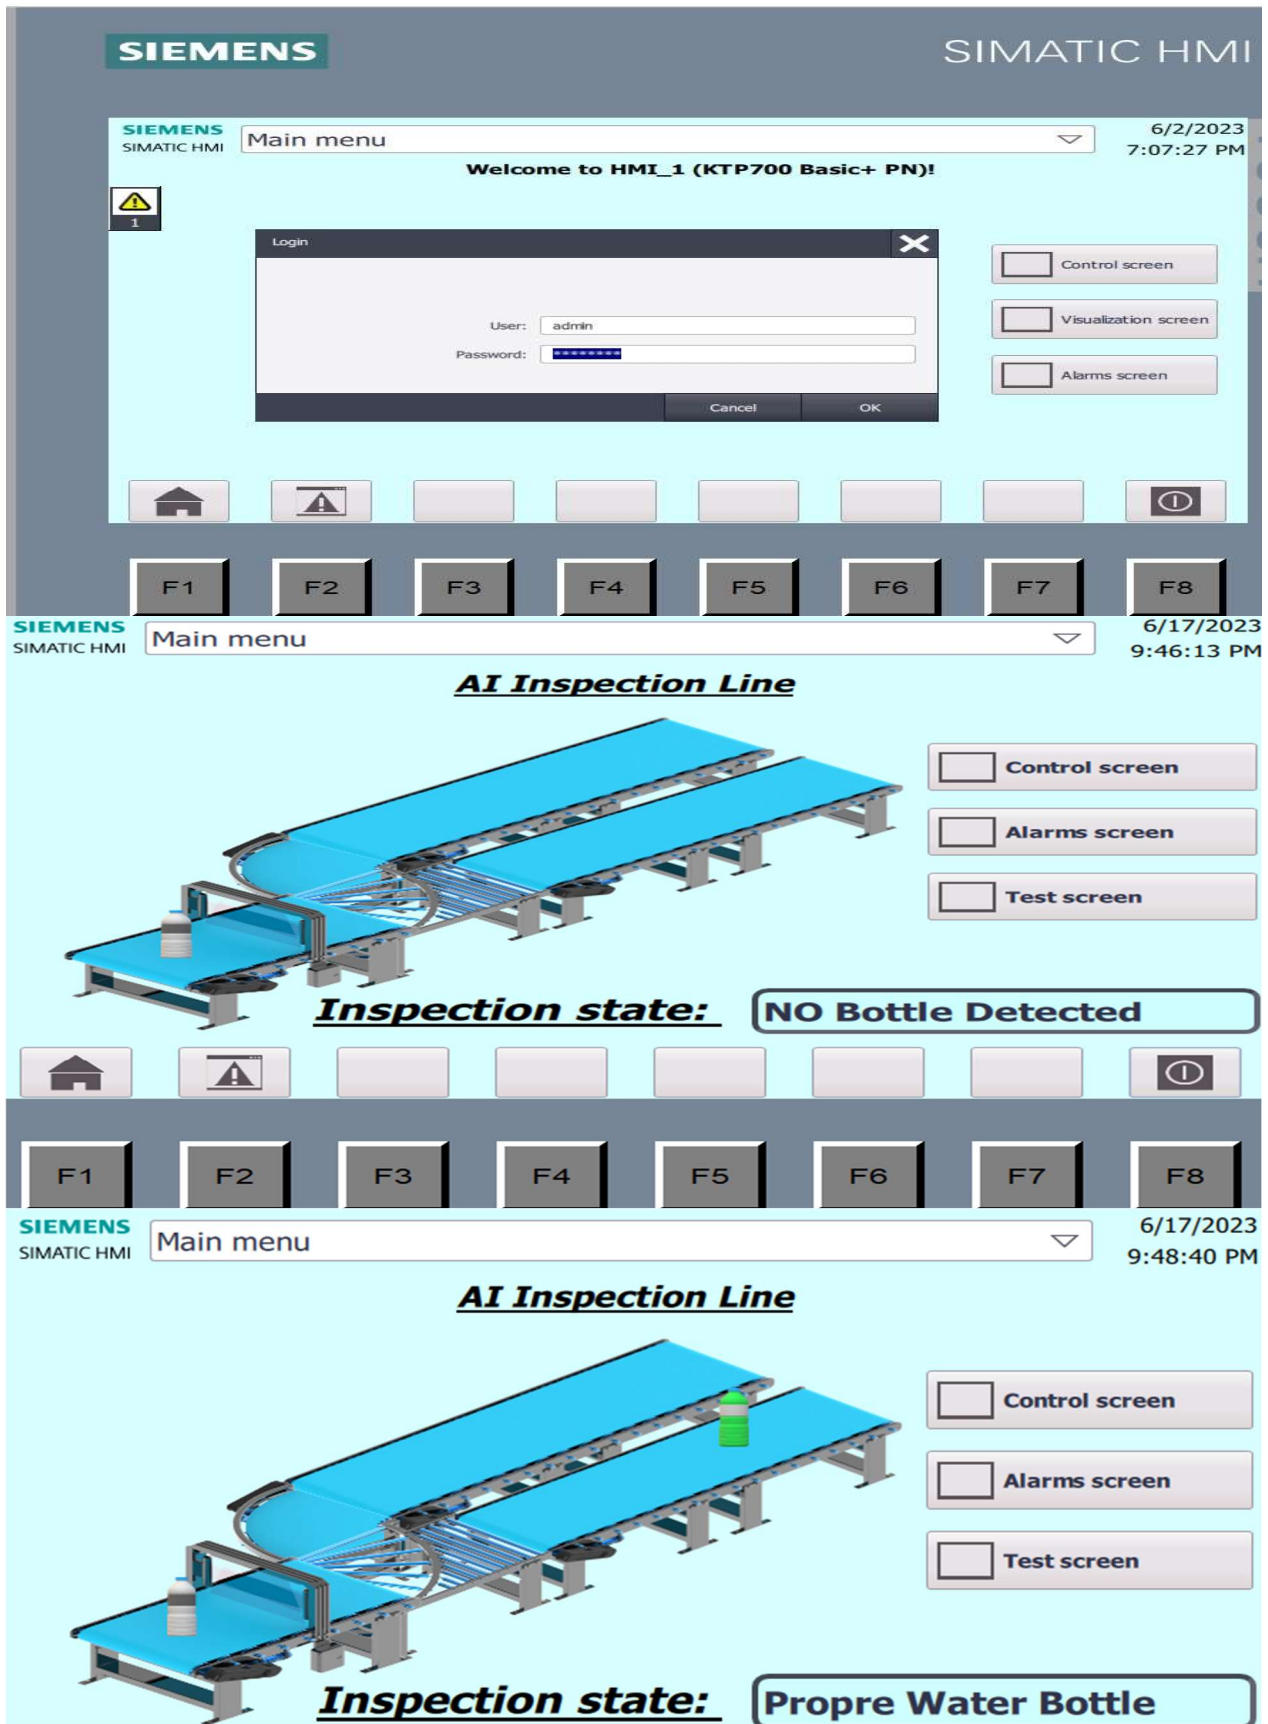 SIEMENS
SIMATIC HMI
SIEMENS
SIMATIC HMI
Main menu
6/2/2023
7:07:27 PM
Welcome to HMI_1 (KTP700 Basic+ PN)!
1
Login
User: admin
Password: ********
Cancel OK
Control screen
Visualization screen
Alarms screen
F1 F2 F3 F4 F5 F6 F7 F8
SIEMENS
SIMATIC HMI
Main menu
6/17/2023
9:46:13 PM
AI Inspection Line
Control screen
Alarms screen
Test screen
Inspection state: NO Bottle Detected
F1 F2 F3 F4 F5 F6 F7 F8
SIEMENS
SIMATIC HMI
Main menu
6/17/2023
9:48:40 PM
AI Inspection Line
Control screen
Alarms screen
Test screen
Inspection state: Propre Water Bottle